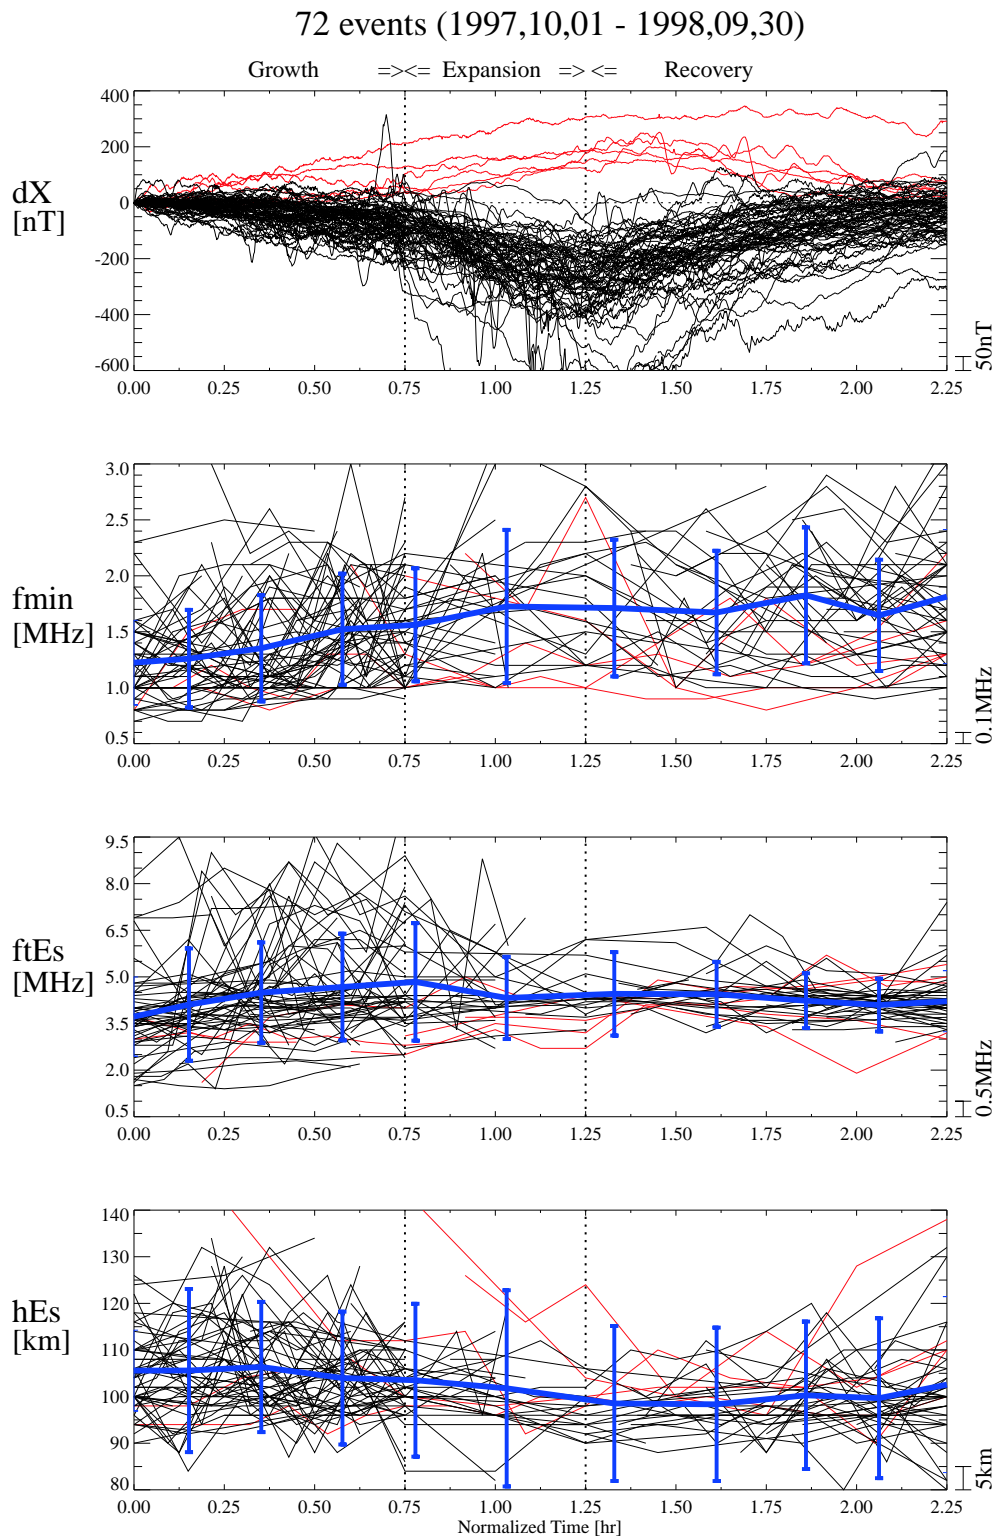 72 events (1997,10,01 - 1998,09,30)
Growth =><= Expansion => <= Recovery
400
200
0
-200
-400
-600
dX
[nT]
50nT
0.00 0.25 0.50 0.75 1.00 1.25 1.50 1.75 2.00 2.25
3.0
2.5
2.0
1.5
1.0
0.5
fmin
[MHz]
0.1MHz
0.00 0.25 0.50 0.75 1.00 1.25 1.50 1.75 2.00 2.25
9.5
8.0
6.5
5.0
3.5
2.0
0.5
ftEs
[MHz]
0.5MHz
0.00 0.25 0.50 0.75 1.00 1.25 1.50 1.75 2.00 2.25
140
130
120
110
100
90
80
hEs
[km]
5km
0.00 0.25 0.50 0.75 1.00 1.25 1.50 1.75 2.00 2.25
Normalized Time [hr]